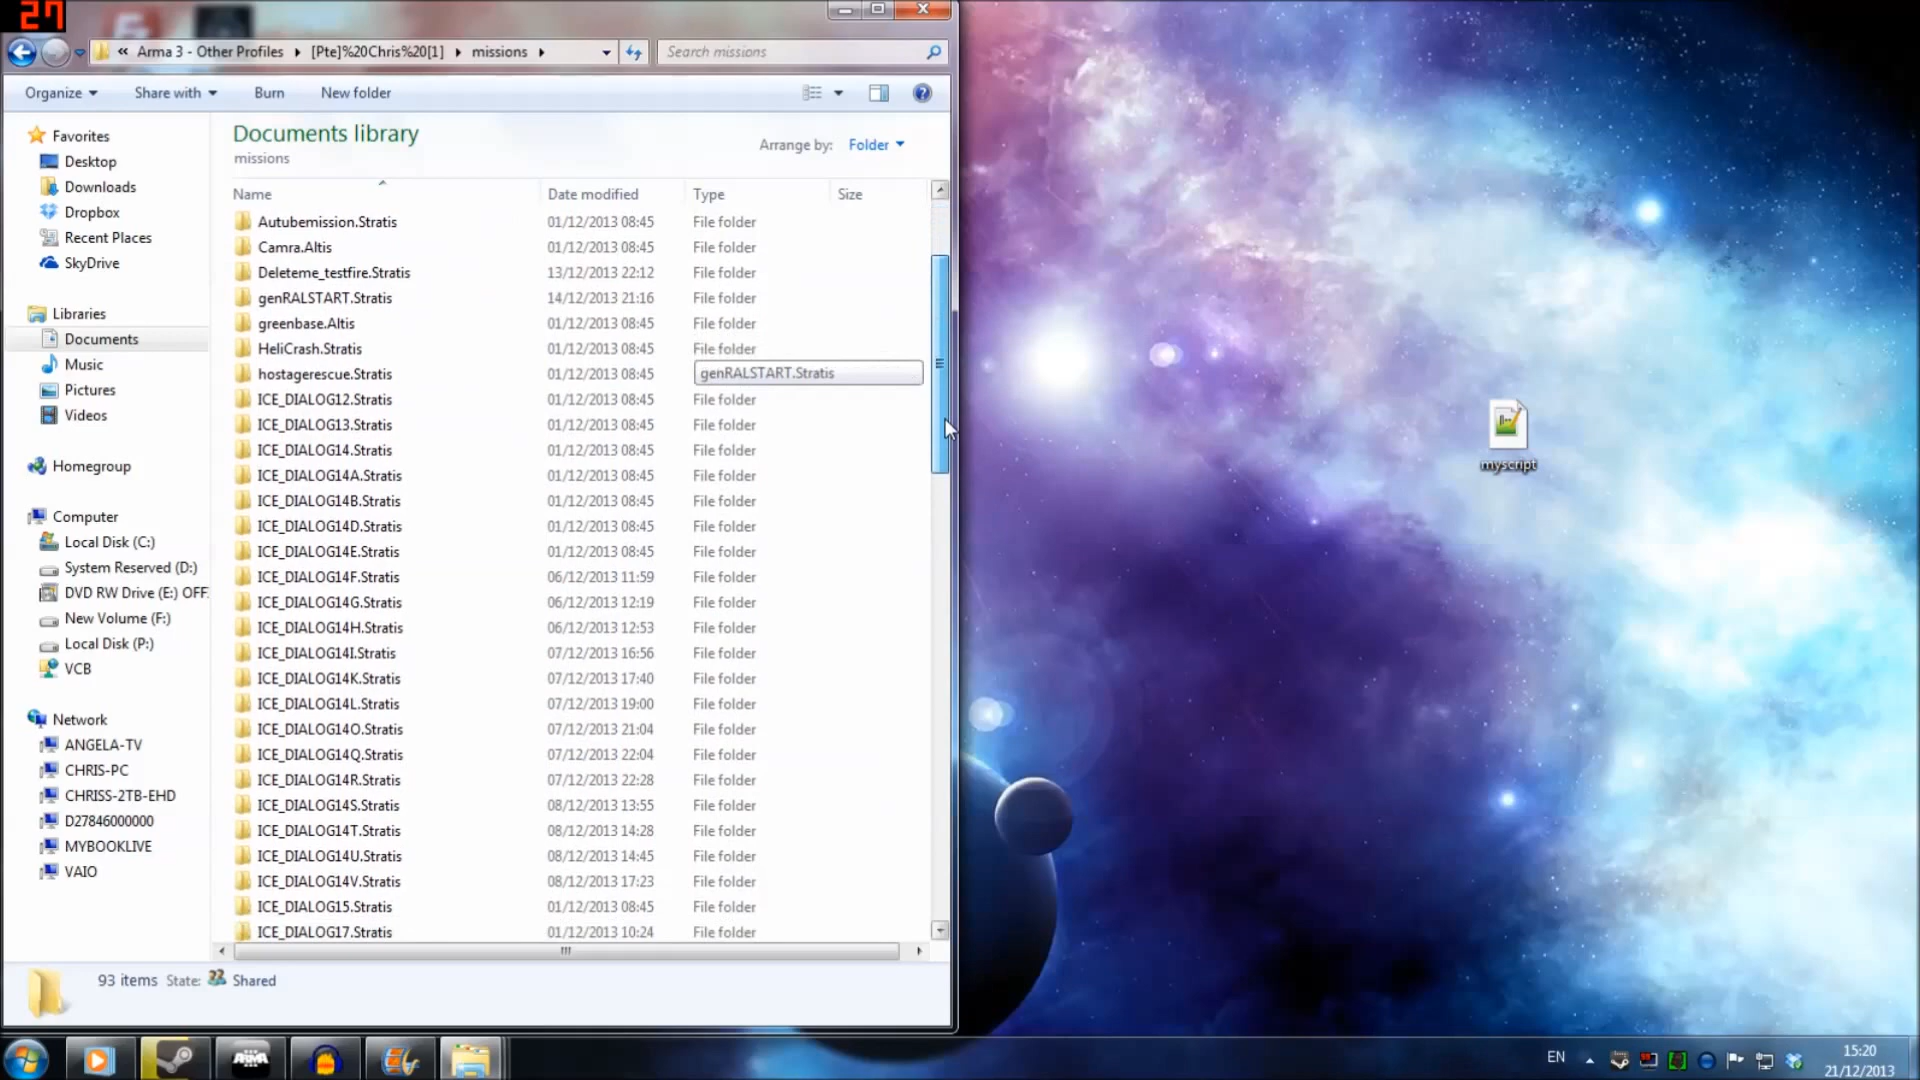 27
« Arma 3 - Other Profiles [Pte]%20Chris%20[1] missions
Search missions
Organize Share with Burn New folder
Documents library
missions
Arrange by: Folder
Name Date modified Type Size
Autubemission.Stratis 01/12/2013 08:45 File folder
Camra.Altis 01/12/2013 08:45 File folder
Deleteme_testfire.Stratis 13/12/2013 22:12 File folder
genRALSTART.Stratis 14/12/2013 21:16 File folder
greenbase.Altis 01/12/2013 08:45 File folder
HeliCrash.Stratis 01/12/2013 08:45 File folder
hostagerescue.Stratis 01/12/2013 08:45 genRALSTART.Stratis
ICE_DIALOG12.Stratis 01/12/2013 08:45 File folder
ICE_DIALOG13.Stratis 01/12/2013 08:45 File folder
ICE_DIALOG14.Stratis 01/12/2013 08:45 File folder
ICE_DIALOG14A.Stratis 01/12/2013 08:45 File folder
ICE_DIALOG14B.Stratis 01/12/2013 08:45 File folder
ICE_DIALOG14D.Stratis 01/12/2013 08:45 File folder
ICE_DIALOG14E.Stratis 01/12/2013 08:45 File folder
ICE_DIALOG14F.Stratis 06/12/2013 11:59 File folder
ICE_DIALOG14G.Stratis 06/12/2013 12:19 File folder
ICE_DIALOG14H.Stratis 06/12/2013 12:53 File folder
ICE_DIALOG14I.Stratis 07/12/2013 16:56 File folder
ICE_DIALOG14K.Stratis 07/12/2013 17:40 File folder
ICE_DIALOG14L.Stratis 07/12/2013 19:00 File folder
ICE_DIALOG14O.Stratis 07/12/2013 21:04 File folder
ICE_DIALOG14Q.Stratis 07/12/2013 22:04 File folder
ICE_DIALOG14R.Stratis 07/12/2013 22:28 File folder
ICE_DIALOG14S.Stratis 08/12/2013 13:55 File folder
ICE_DIALOG14T.Stratis 08/12/2013 14:28 File folder
ICE_DIALOG14U.Stratis 08/12/2013 14:45 File folder
ICE_DIALOG14V.Stratis 08/12/2013 17:23 File folder
ICE_DIALOG15.Stratis 01/12/2013 08:45 File folder
ICE_DIALOG17.Stratis 01/12/2013 10:24 File folder
Favorites
Desktop
Downloads
Dropbox
Recent Places
SkyDrive
Libraries
Documents
Music
Pictures
Videos
Homegroup
Computer
Local Disk (C:)
System Reserved (D:)
DVD RW Drive (E:) OFF
New Volume (F:)
Local Disk (P:)
VCB
Network
ANGELA-TV
CHRIS-PC
CHRISS-2TB-EHD
D27846000000
MYBOOKLIVE
VAIO
93 items State: Shared
myscript
ARMA
EN
15:20
21/12/2013